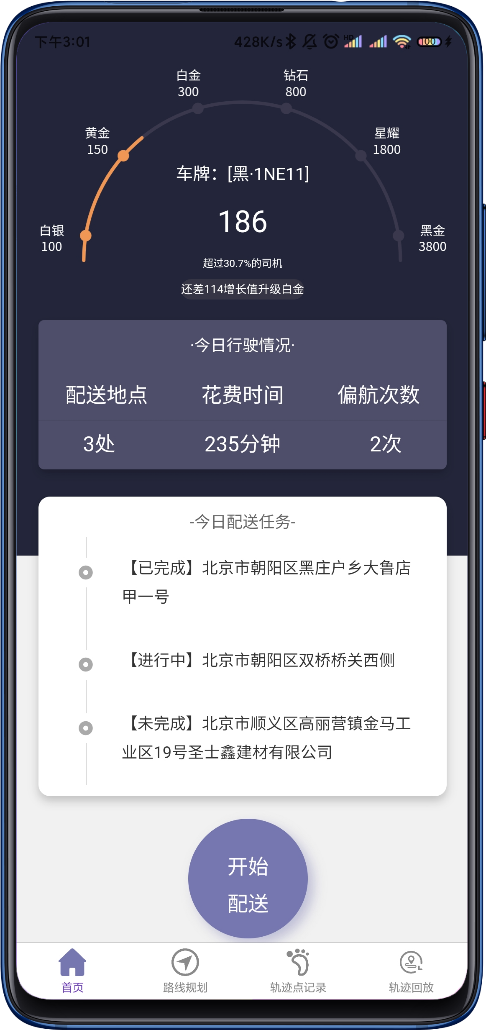 下午3:01 428K/s 100
白金 钻石
300 800
黄金 星耀
150 1800
车牌：[黑·1NE11]
186
白银 黑金
100 3800
超过30.7%的司机
还差114增长值升级白金
·今日行驶情况·
配送地点 花费时间 偏航次数
3处 235分钟 2次
-今日配送任务-
【已完成】北京市朝阳区黑庄户乡大鲁店
甲一号
【进行中】北京市朝阳区双桥桥关西侧
【未完成】北京市顺义区高丽营镇金马工
业区19号圣士鑫建材有限公司
开始
配送
首页 路线规划 轨迹点记录 轨迹回放